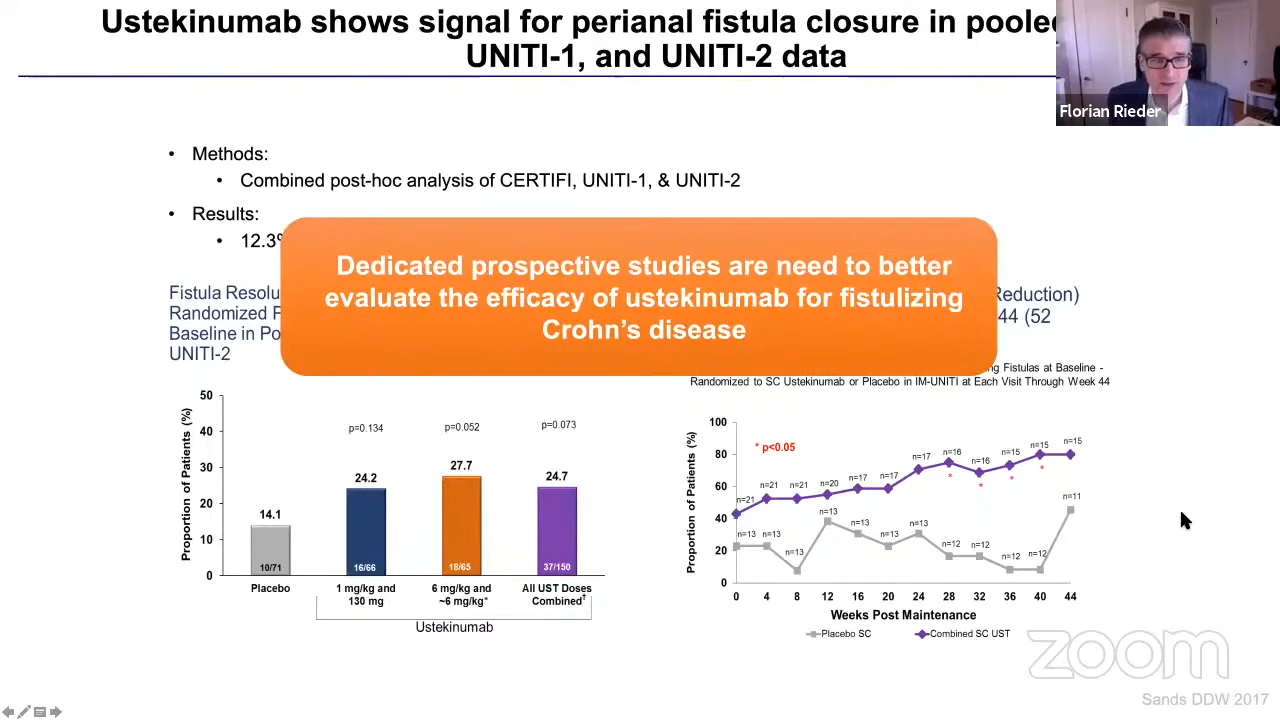 Ustekinumab shows signal for perianal fistula closure in pooled
UNITI-1, and UNITI-2 data
Florian Rieder
• Methods:
• Combined post-hoc analysis of CERTIFI, UNITI-1, & UNITI-2
• Results:
• 12.3%
Dedicated prospective studies are need to better
evaluate the efficacy of ustekinumab for fistulizing
Crohn's disease
Fistula
Randomized
Baseline in
UNITI-2
Reduction)
44 (52
Fistulas at Baseline -
Randomized to SC Ustekinumab or Placebo in IM-UNITI at Each Visit Through Week 44
Proportion of Patients (%)
50
40
30
20
10
0
p=0.134
p=0.052
p=0.073
14.1
24.2
27.7
24.7
10/71
16/66
18/65
37/150
Placebo
1 mg/kg and
130 mg
6 mg/kg and
~6 mg/kg*
All UST Doses
Combined†
Ustekinumab
Proportion of Patients (%)
100
80
60
40
20
0
* p<0.05
n=21
n=21
n=21
n=20
n=17
n=17
n=17
n=16
n=16
n=15
n=15
n=15
*
*
*
*
n=13
n=13
n=13
n=13
n=13
n=13
n=13
n=12
n=12
n=12
n=12
n=11
0 4 8 12 16 20 24 28 32 36 40 44
Weeks Post Maintenance
Placebo SC
Combined SC UST
zoom
Sands DDW 2017